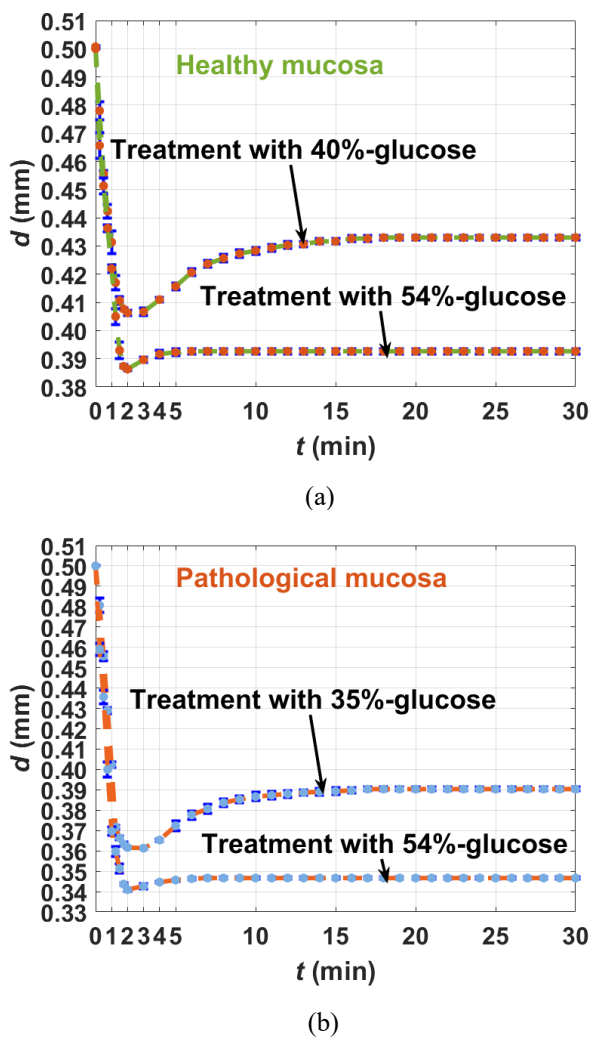 0.51
0.50
0.49
0.48
0.47
0.46
0.45
0.44
0.43
0.42
0.41
0.40
0.39
0.38
d (mm)
Healthy mucosa
Treatment with 40%-glucose
Treatment with 54%-glucose
0 1 2 3 4 5 10 15 20 25 30
t (min)
(a)
0.51
0.50
0.49
0.48
0.47
0.46
0.45
0.44
0.43
0.42
0.41
0.40
0.39
0.38
0.37
0.36
0.35
0.34
0.33
d (mm)
Pathological mucosa
Treatment with 35%-glucose
Treatment with 54%-glucose
0 1 2 3 4 5 10 15 20 25 30
t (min)
(b)